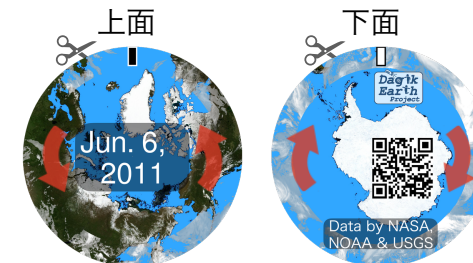 上面
下面
Jun. 6,
2011
Dagik
Earth
Project
Data by NASA,
NOAA & USGS